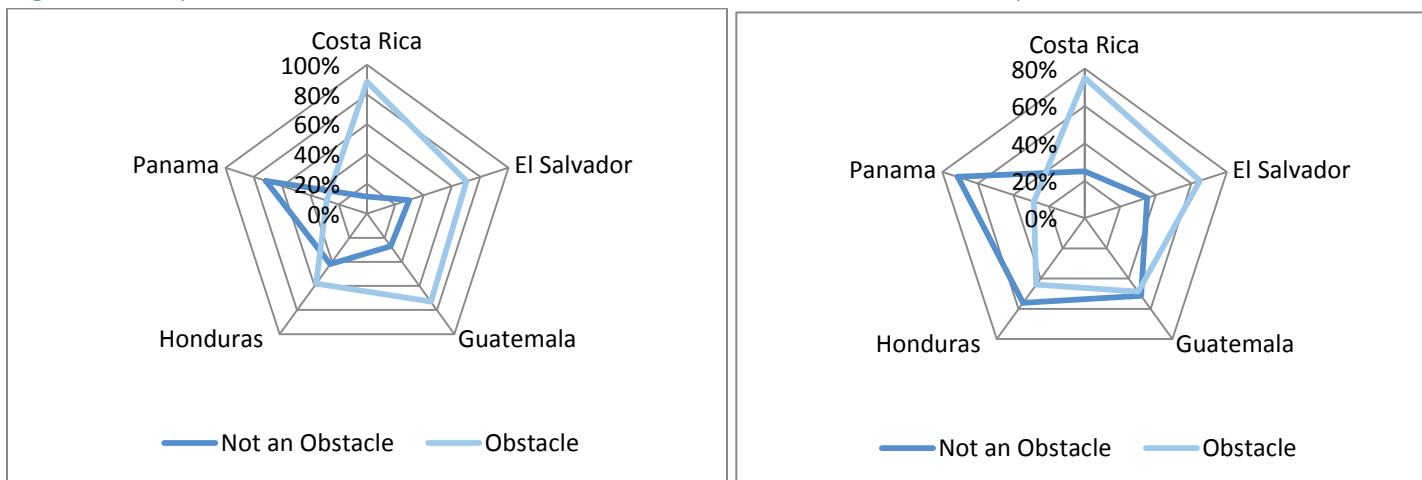 Costa Rica
100%
80%
60%
40%
20%
0%
El Salvador
Guatemala
Honduras
Panama
Not an Obstacle
Obstacle
Costa Rica
80%
60%
40%
20%
0%
El Salvador
Guatemala
Honduras
Panama
Not an Obstacle
Obstacle